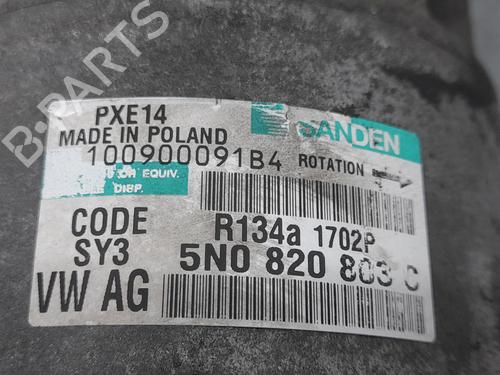 B-PARTS
PXE14
SANDEN
MADE IN POLAND
100900091B4 ROTATION
OR EQUIV.
DISP.
CODE
R134a 1702P
SY3
5N0 820 803 C
VW AG